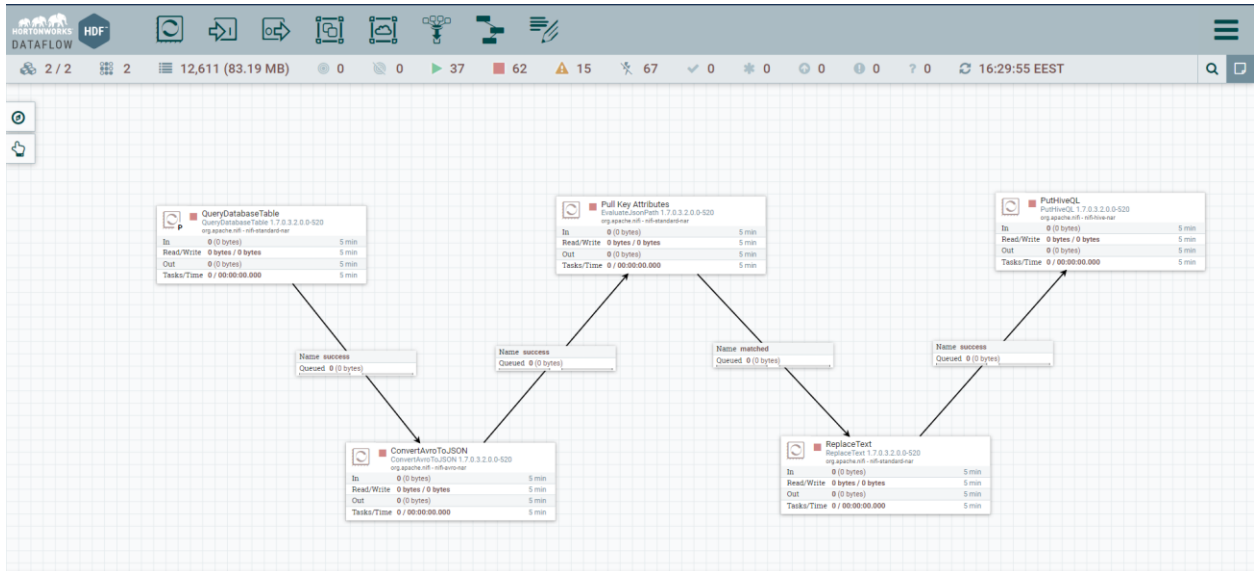 HORTONWORKS
DATAFLOW
HDF
2 / 2 2 12,611 (83.19 MB) 0 0 37 62 15 67 0 0 0 0 ? 0 16:29:55 EEST
P
QueryDatabaseTable
QueryDatabaseTable 1.7.0.3.2.0.0-520
org.apache.nifi - nifi-standard-nar
In 0 (0 bytes) 5 min
Read/Write 0 bytes / 0 bytes 5 min
Out 0 (0 bytes) 5 min
Tasks/Time 0 / 00:00:00.000 5 min
Name success
Queued 0 (0 bytes)
ConvertAvroToJSON
ConvertAvroToJSON 1.7.0.3.2.0.0-520
org.apache.nifi - nifi-avro-nar
In 0 (0 bytes) 5 min
Read/Write 0 bytes / 0 bytes 5 min
Out 0 (0 bytes) 5 min
Tasks/Time 0 / 00:00:00.000 5 min
Name success
Queued 0 (0 bytes)
Pull Key Attributes
EvaluateJsonPath 1.7.0.3.2.0.0-520
org.apache.nifi - nifi-standard-nar
In 0 (0 bytes) 5 min
Read/Write 0 bytes / 0 bytes 5 min
Out 0 (0 bytes) 5 min
Tasks/Time 0 / 00:00:00.000 5 min
Name matched
Queued 0 (0 bytes)
ReplaceText
ReplaceText 1.7.0.3.2.0.0-520
org.apache.nifi - nifi-standard-nar
In 0 (0 bytes) 5 min
Read/Write 0 bytes / 0 bytes 5 min
Out 0 (0 bytes) 5 min
Tasks/Time 0 / 00:00:00.000 5 min
Name success
Queued 0 (0 bytes)
PutHiveQL
PutHiveQL 1.7.0.3.2.0.0-520
org.apache.nifi - nifi-hive-nar
In 0 (0 bytes) 5 min
Read/Write 0 bytes / 0 bytes 5 min
Out 0 (0 bytes) 5 min
Tasks/Time 0 / 00:00:00.000 5 min